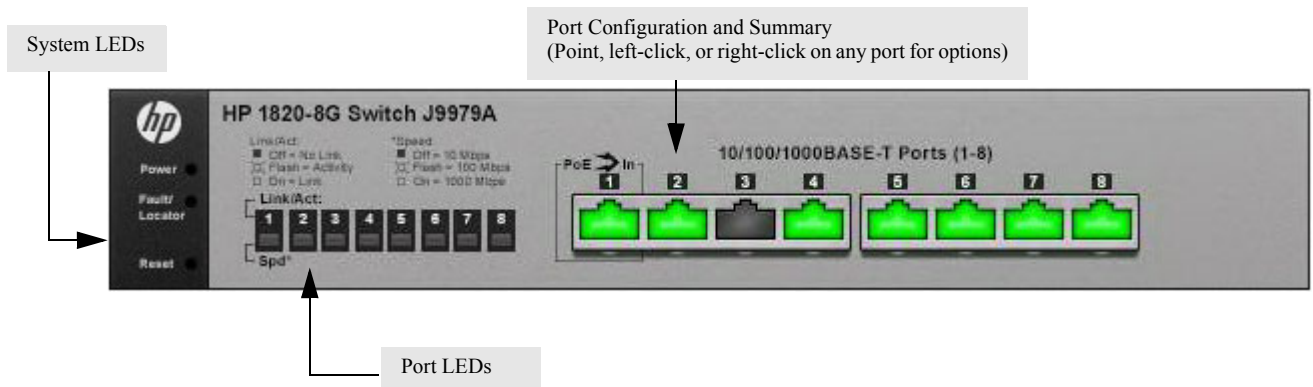 System LEDs
Port Configuration and Summary
(Point, left-click, or right-click on any port for options)
hp
HP 1820-8G Switch J9979A
Link/Act: *Speed
Off = No Link Off = 10 Mbps
Flash = Activity Flash = 100 Mbps
On = Link On = 1000 Mbps
Power
Fault/
Locator
Reset
Link/Act:
1 2 3 4 5 6 7 8
Spd*
PoE In
10/100/1000BASE-T Ports (1-8)
1 2 3 4 5 6 7 8
Port LEDs